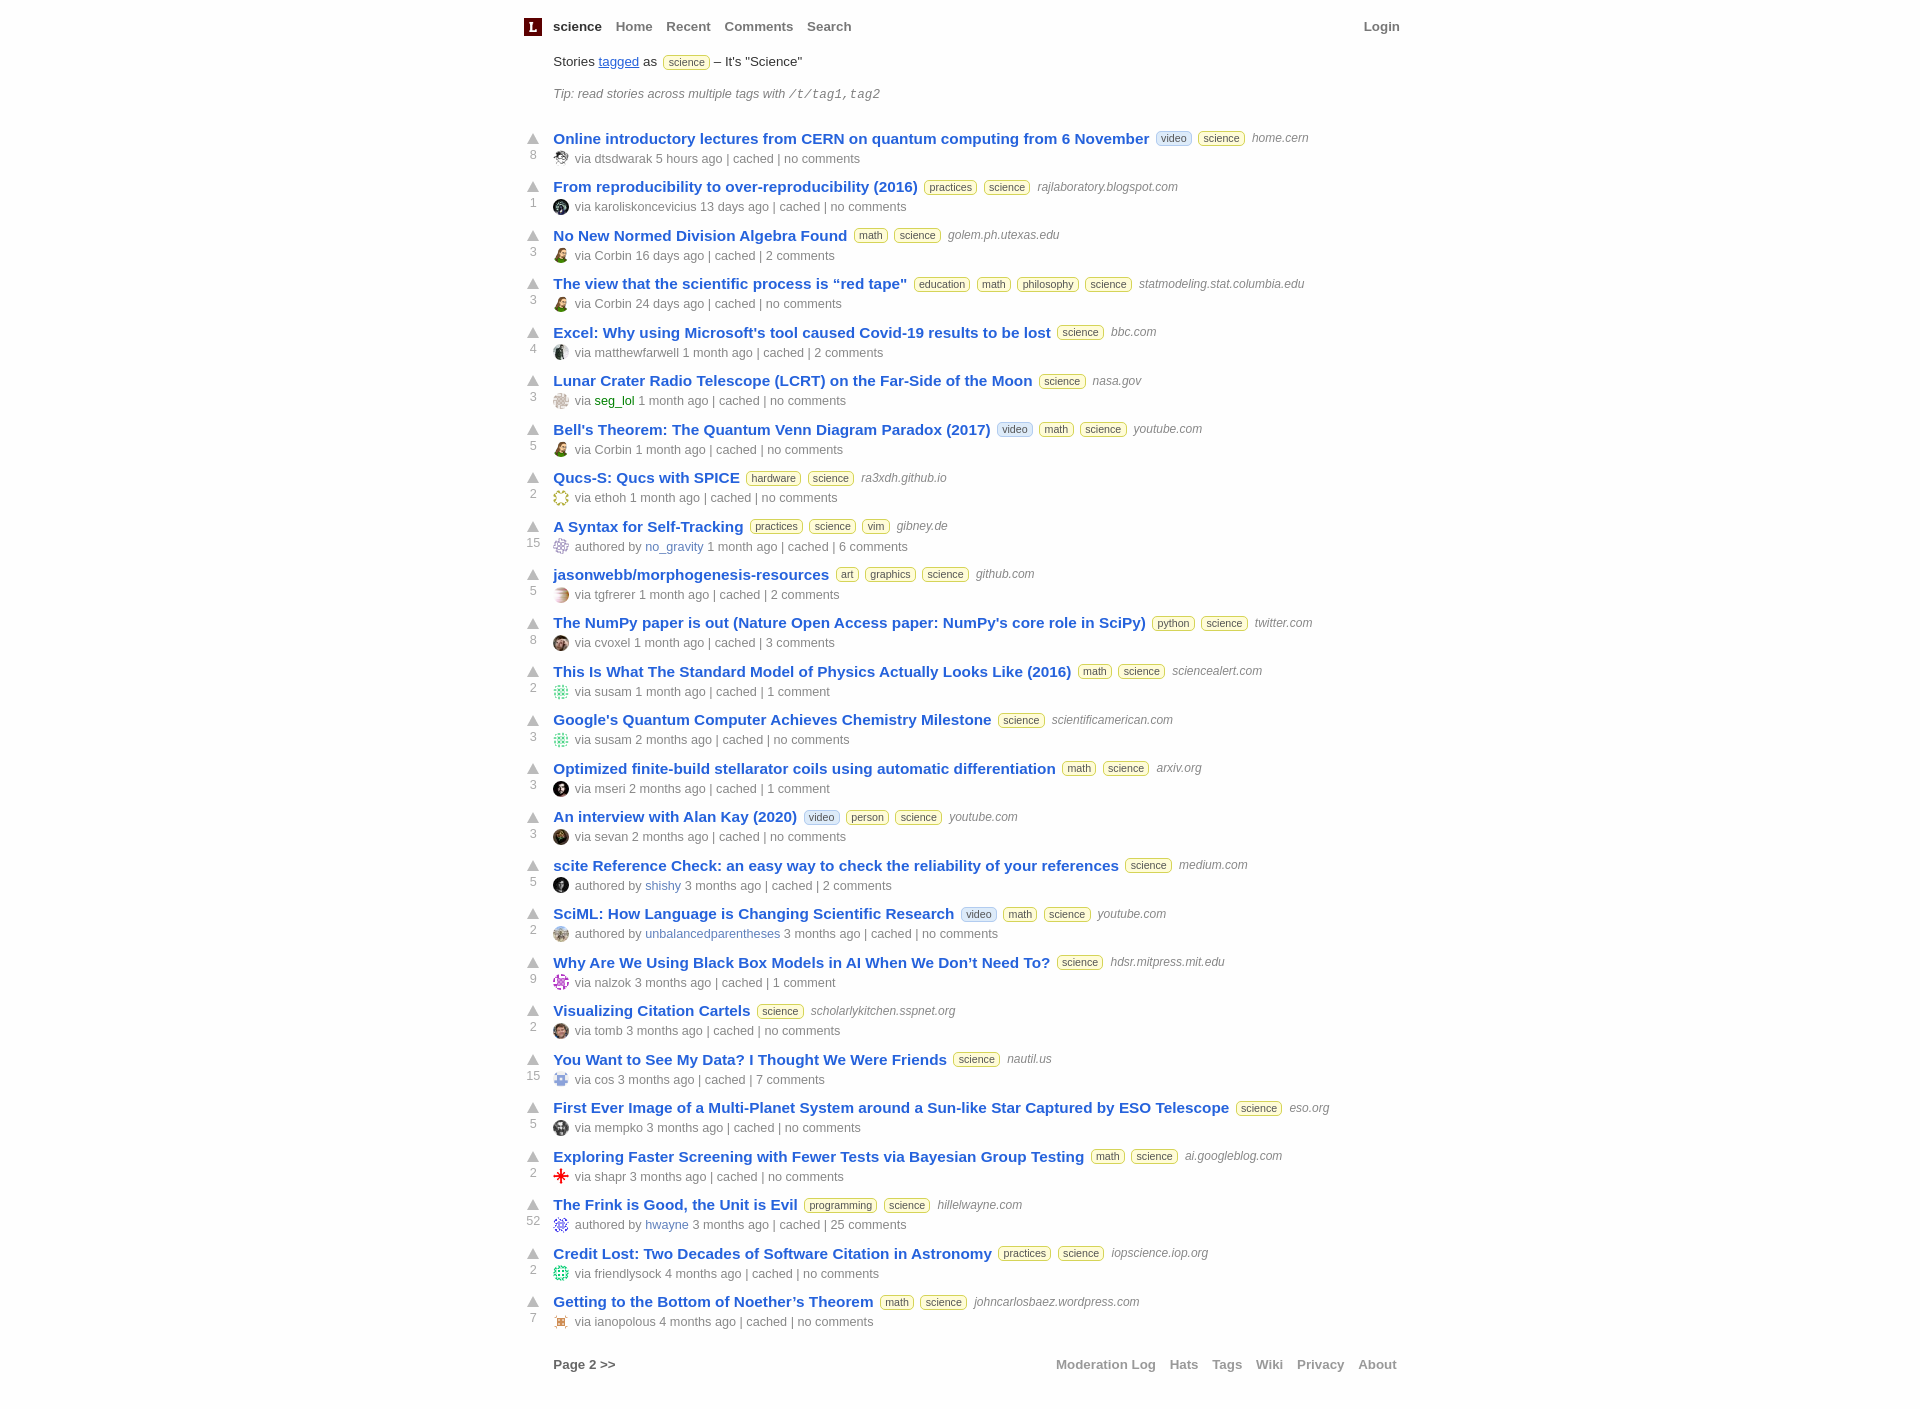 L science Home Recent Comments Search Login
Stories tagged as science – It's "Science"
Tip: read stories across multiple tags with /t/tag1,tag2
Online introductory lectures from CERN on quantum computing from 6 November video science home.cern
8 via dtsdwarak 5 hours ago | cached | no comments
From reproducibility to over-reproducibility (2016) practices science rajlaboratory.blogspot.com
1 via karoliskoncevicius 13 days ago | cached | no comments
No New Normed Division Algebra Found math science golem.ph.utexas.edu
3 via Corbin 16 days ago | cached | 2 comments
The view that the scientific process is “red tape" education math philosophy science statmodeling.stat.columbia.edu
3 via Corbin 24 days ago | cached | no comments
Excel: Why using Microsoft's tool caused Covid-19 results to be lost science bbc.com
4 via matthewfarwell 1 month ago | cached | 2 comments
Lunar Crater Radio Telescope (LCRT) on the Far-Side of the Moon science nasa.gov
3 via seg_lol 1 month ago | cached | no comments
Bell's Theorem: The Quantum Venn Diagram Paradox (2017) video math science youtube.com
5 via Corbin 1 month ago | cached | no comments
Qucs-S: Qucs with SPICE hardware science ra3xdh.github.io
2 via ethoh 1 month ago | cached | no comments
A Syntax for Self-Tracking practices science vim gibney.de
15 authored by no_gravity 1 month ago | cached | 6 comments
jasonwebb/morphogenesis-resources art graphics science github.com
5 via tgfrerer 1 month ago | cached | 2 comments
The NumPy paper is out (Nature Open Access paper: NumPy's core role in SciPy) python science twitter.com
8 via cvoxel 1 month ago | cached | 3 comments
This Is What The Standard Model of Physics Actually Looks Like (2016) math science sciencealert.com
2 via susam 1 month ago | cached | 1 comment
Google's Quantum Computer Achieves Chemistry Milestone science scientificamerican.com
3 via susam 2 months ago | cached | no comments
Optimized finite-build stellarator coils using automatic differentiation math science arxiv.org
3 via mseri 2 months ago | cached | 1 comment
An interview with Alan Kay (2020) video person science youtube.com
3 via sevan 2 months ago | cached | no comments
scite Reference Check: an easy way to check the reliability of your references science medium.com
5 authored by shishy 3 months ago | cached | 2 comments
SciML: How Language is Changing Scientific Research video math science youtube.com
2 authored by unbalancedparentheses 3 months ago | cached | no comments
Why Are We Using Black Box Models in AI When We Don’t Need To? science hdsr.mitpress.mit.edu
9 via nalzok 3 months ago | cached | 1 comment
Visualizing Citation Cartels science scholarlykitchen.sspnet.org
2 via tomb 3 months ago | cached | no comments
You Want to See My Data? I Thought We Were Friends science nautil.us
15 via cos 3 months ago | cached | 7 comments
First Ever Image of a Multi-Planet System around a Sun-like Star Captured by ESO Telescope science eso.org
5 via mempko 3 months ago | cached | no comments
Exploring Faster Screening with Fewer Tests via Bayesian Group Testing math science ai.googleblog.com
2 via shapr 3 months ago | cached | no comments
The Frink is Good, the Unit is Evil programming science hillelwayne.com
52 authored by hwayne 3 months ago | cached | 25 comments
Credit Lost: Two Decades of Software Citation in Astronomy practices science iopscience.iop.org
2 via friendlysock 4 months ago | cached | no comments
Getting to the Bottom of Noether’s Theorem math science johncarlosbaez.wordpress.com
7 via ianopolous 4 months ago | cached | no comments
Page 2 >> Moderation Log Hats Tags Wiki Privacy About